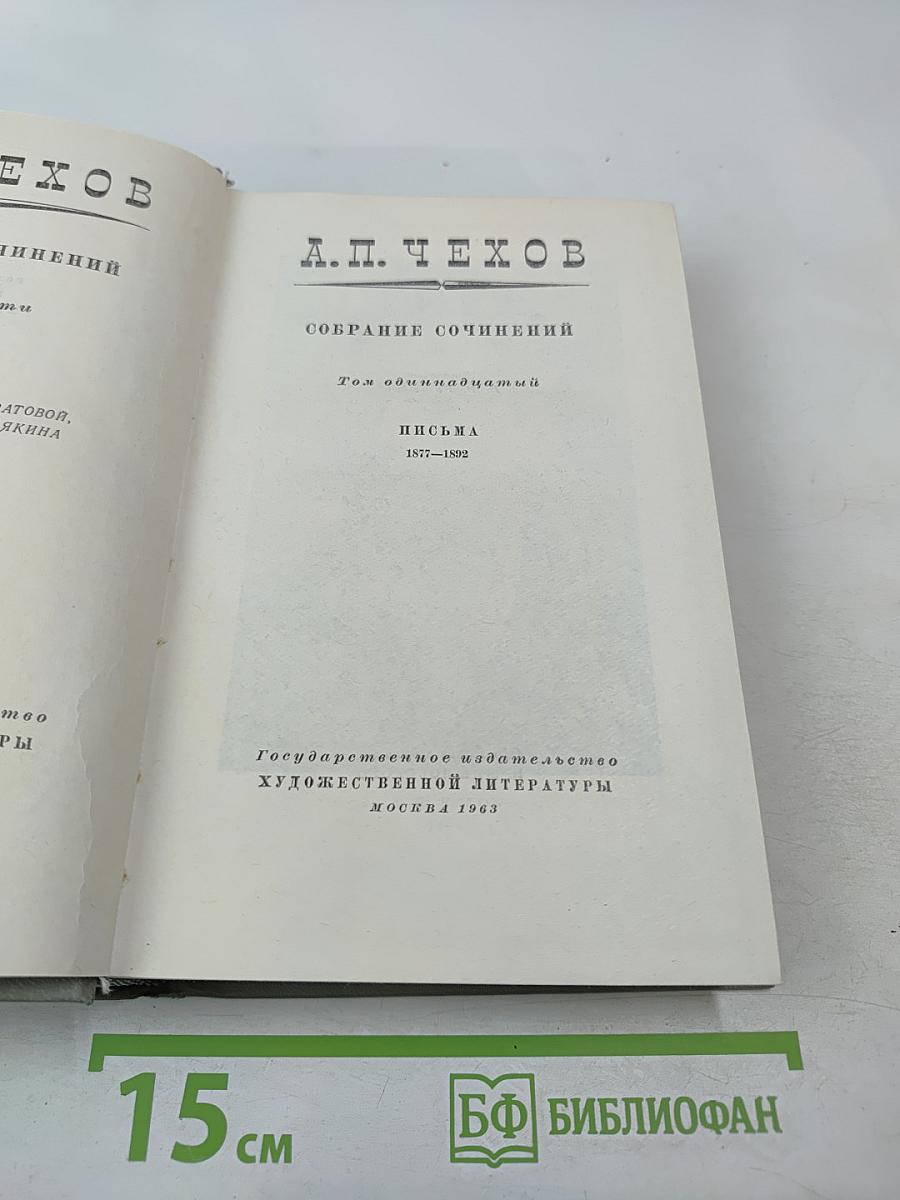 ЕХОВ
ЧИНЕНИЙ
ти
АТОВОЙ,
ЯКИНА
тво
РЫ
А.П. ЧЕХОВ
СОБРАНИЕ СОЧИНЕНИЙ
Том одиннадцатый
ПИСЬМА
1877—1892
Государственное издательство
ХУДОЖЕСТВЕННОЙ ЛИТЕРАТУРЫ
МОСКВА 1963
15 см
БФ БИБЛИОФАН